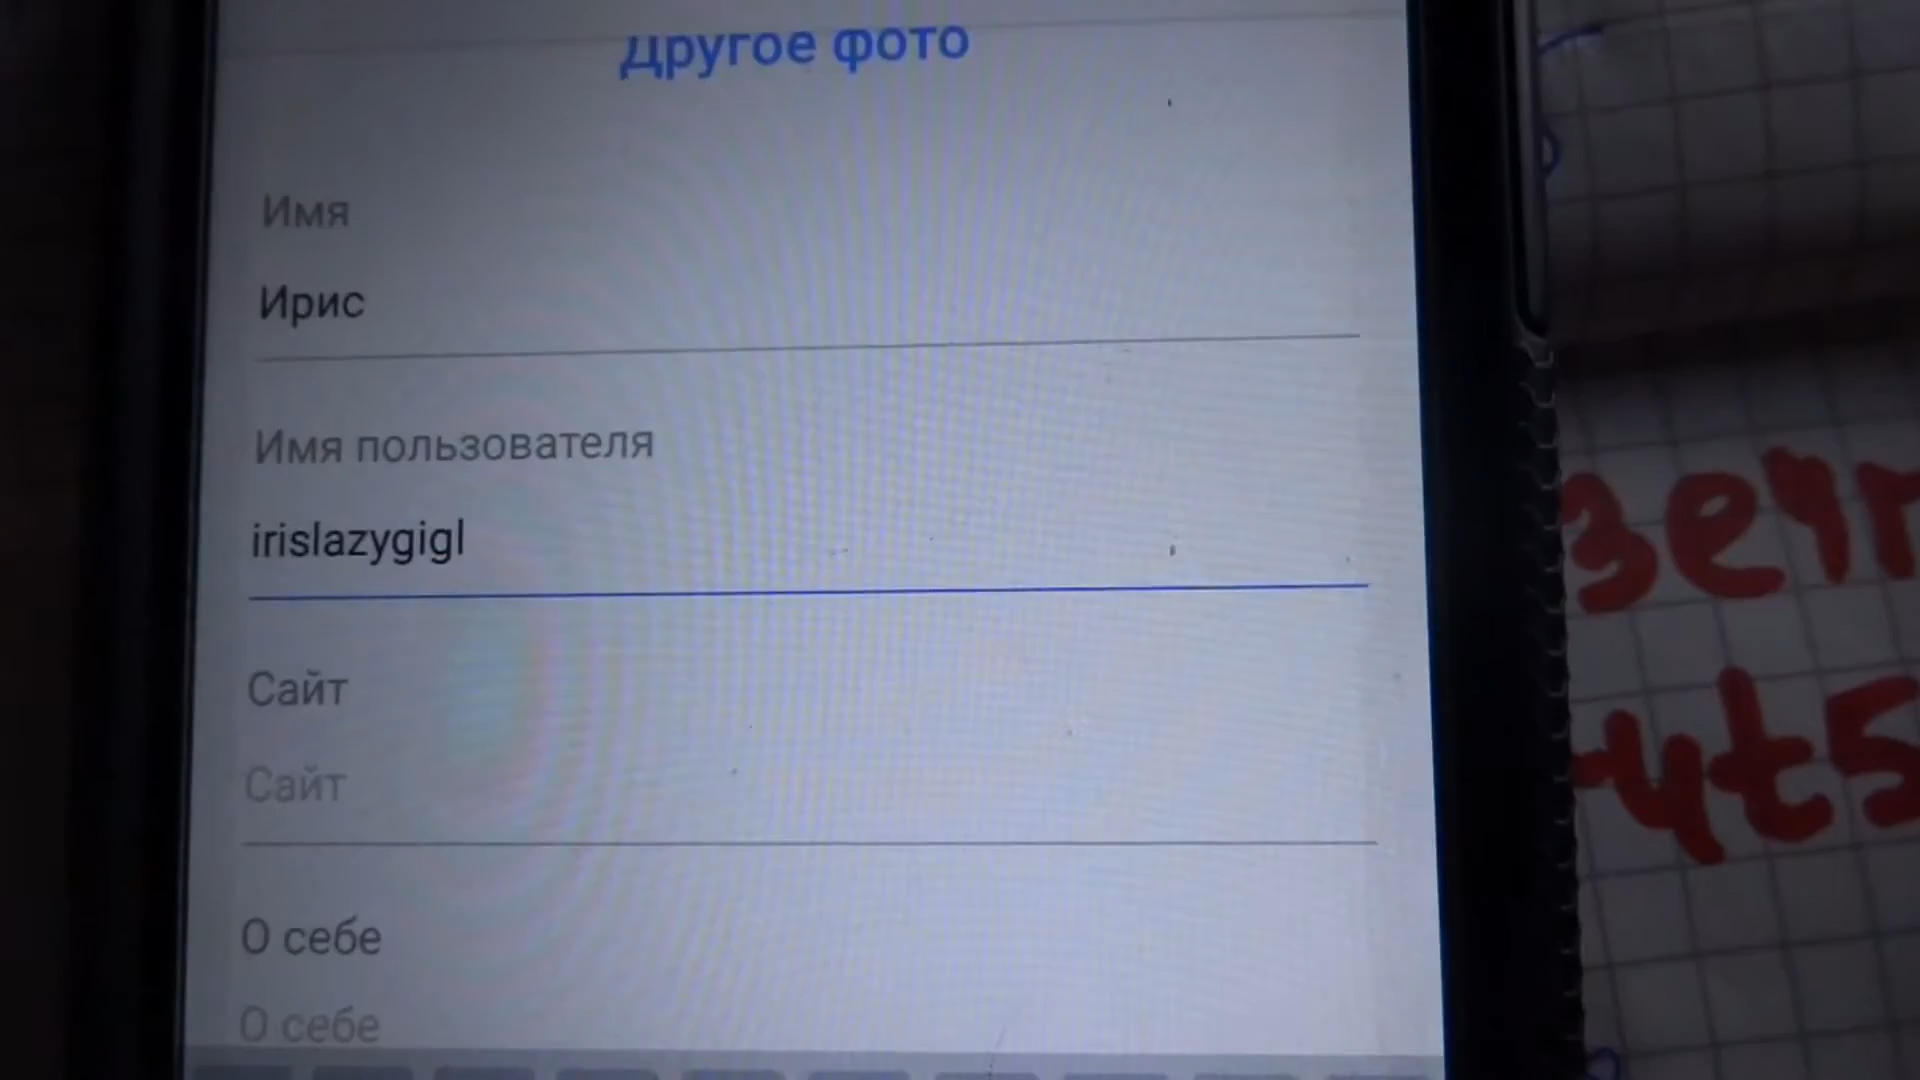 Другое фото
Имя
Ирис
Имя пользователя
irislazygigl
Сайт
Сайт
О себе
О себе